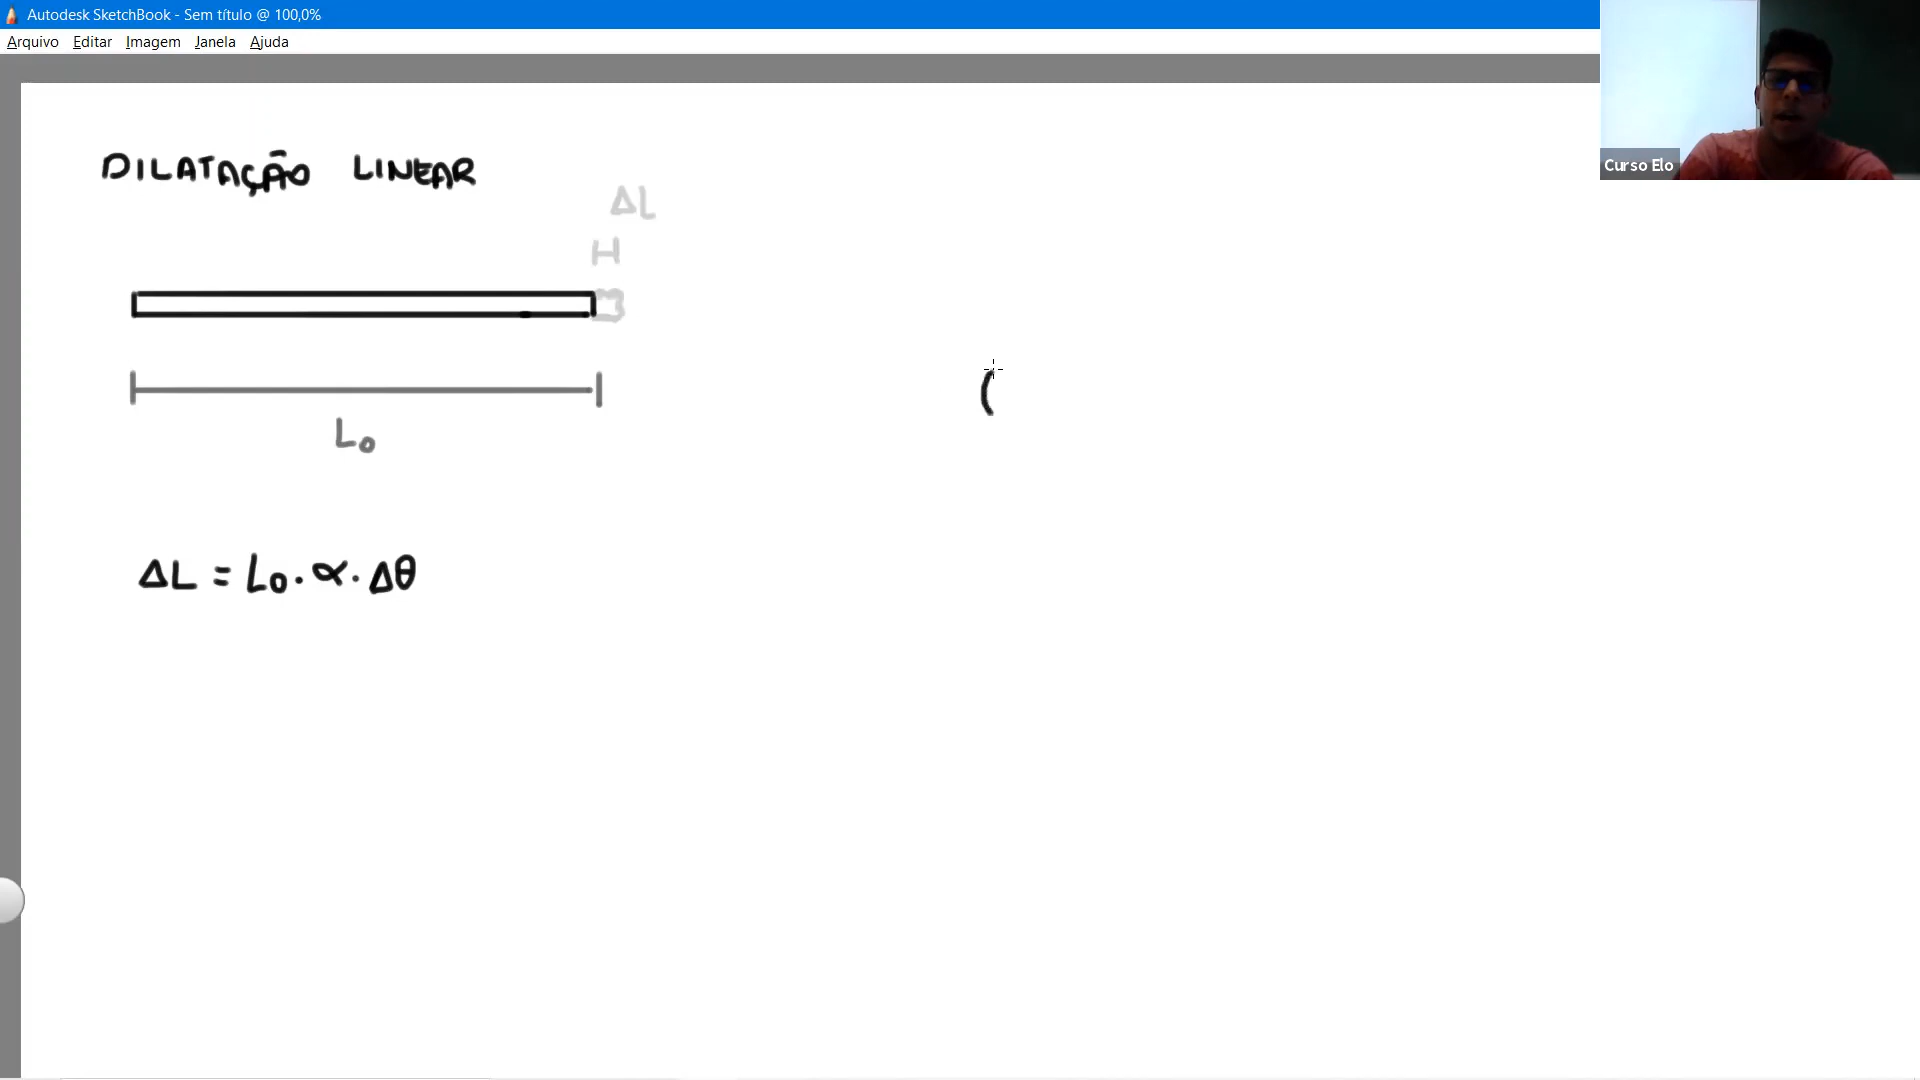 Autodesk SketchBook - Sem título @ 100,0%
Arquivo Editar Imagem Janela Ajuda
Curso Elo
DILATAÇÃO LINEAR
ΔL
L₀
(
ΔL = L₀ · α · Δθ